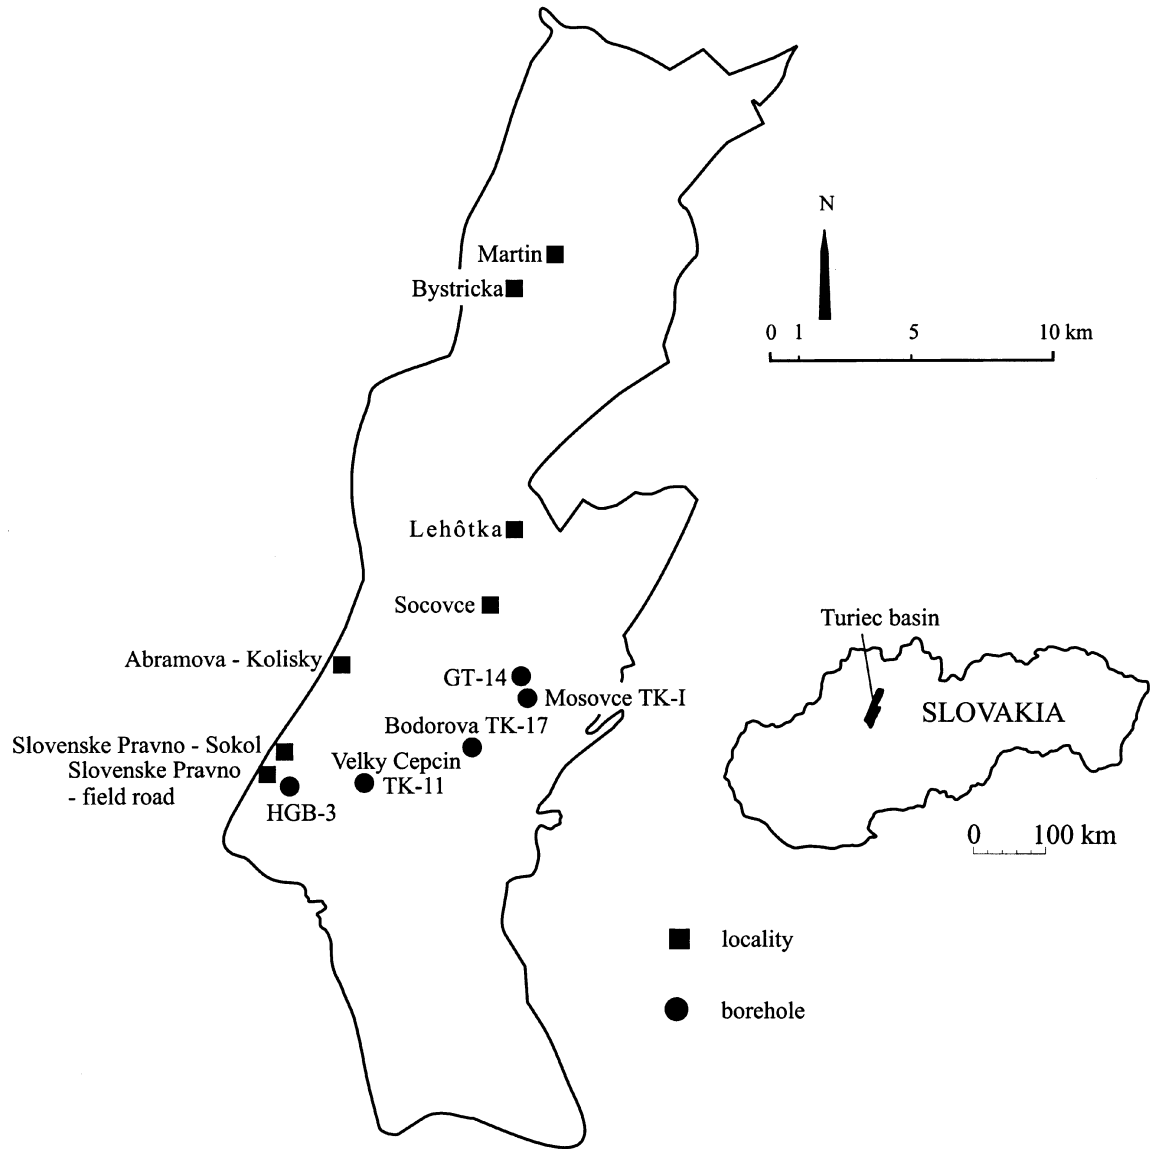 N
Martin
Bystricka
0 1 5 10 km
Lehôtka
Socovce
Turiec basin
Abramova - Kolisky
GT-14
Mosovce TK-I
SLOVAKIA
Bodorova TK-17
Slovenske Pravno - Sokol
Velky Cepcin
TK-11
Slovenske Pravno
- field road
HGB-3
0 100 km
locality
borehole